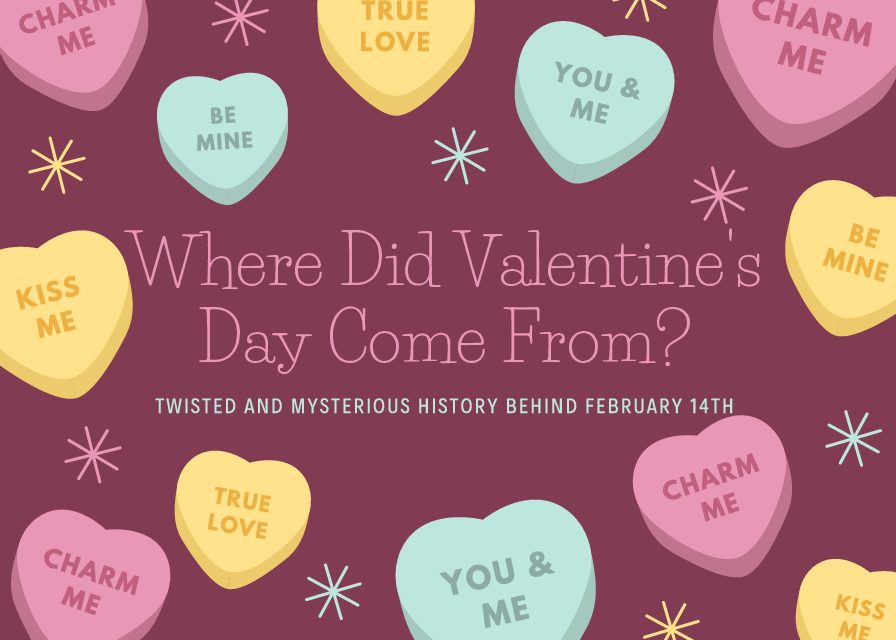 CHARM
ME
TRUE
LOVE
CHARM
ME
BE
MINE
YOU &
ME
Where Did Valentine's
Day Come From?
TWISTED AND MYSTERIOUS HISTORY BEHIND FEBRUARY 14TH
KISS
ME
BE
MINE
TRUE
LOVE
CHARM
ME
CHARM
ME
YOU &
ME
KISS
ME